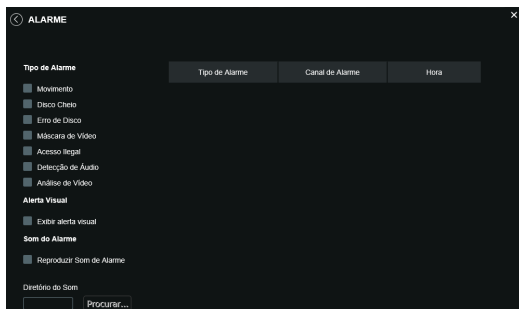 ALARME
Tipo de Alarme
Tipo de Alarme Canal de Alarme Hora
Movimento
Disco Cheio
Erro de Disco
Máscara de Vídeo
Acesso Ilegal
Detecção de Áudio
Análise de Vídeo
Alerta Visual
Exibir alerta visual
Som do Alarme
Reproduzir Som de Alarme
Diretório do Som
Procurar...